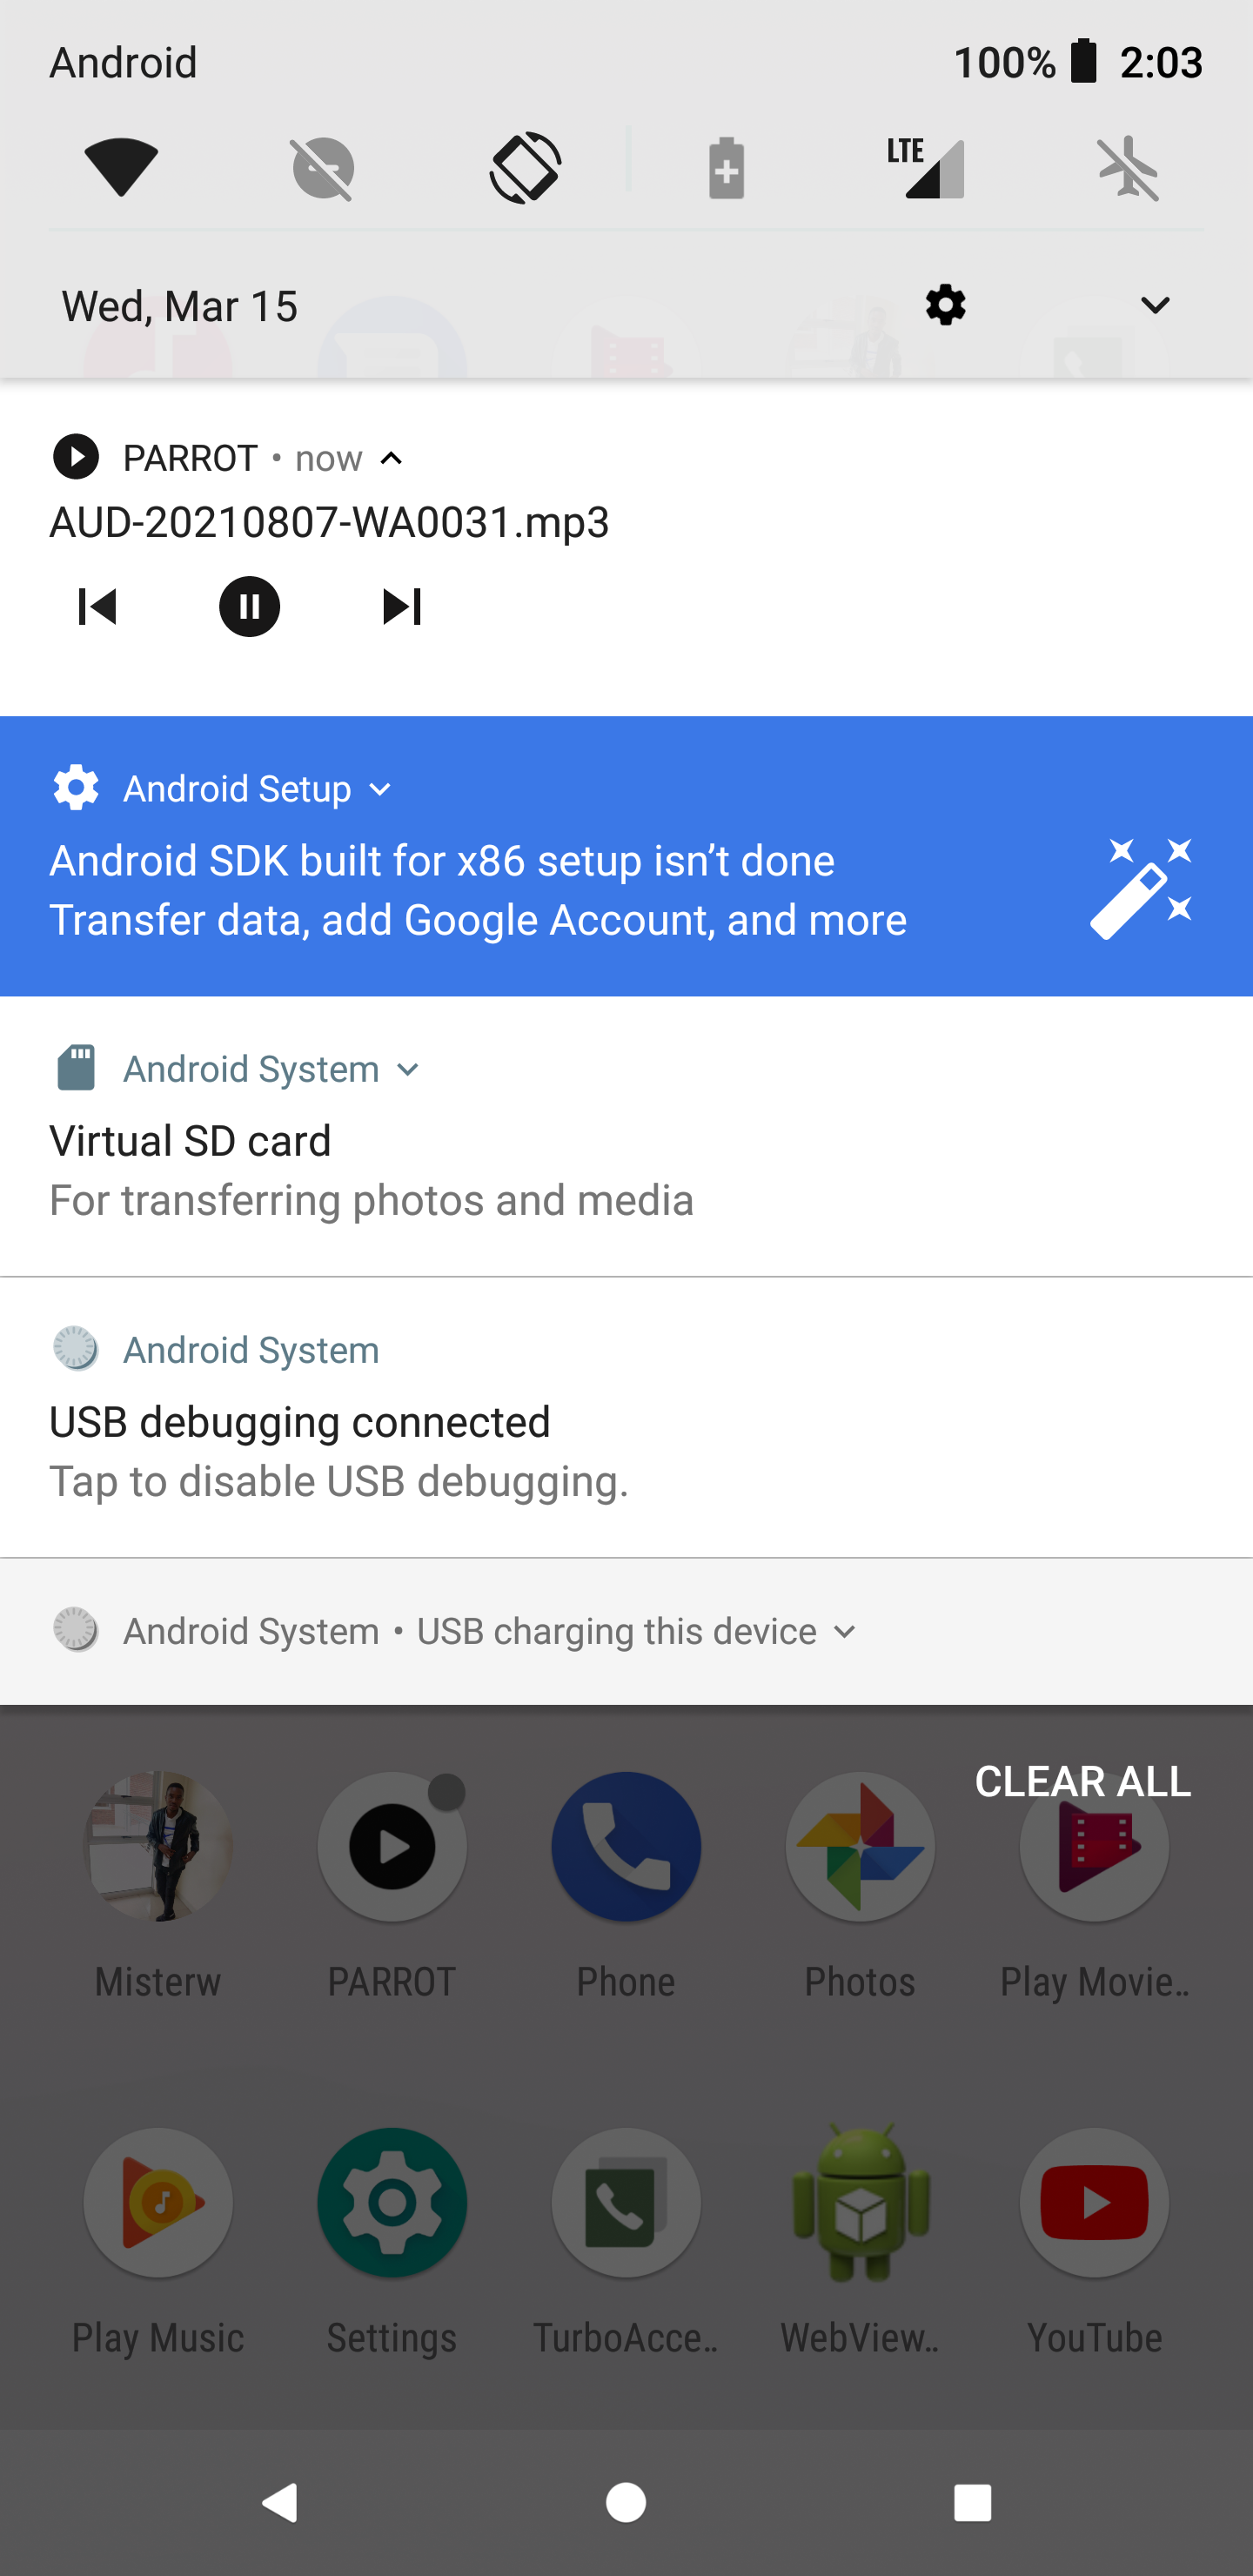 Android 100% 2:03
LTE
Wed, Mar 15
PARROT • now
AUD-20210807-WA0031.mp3
Android Setup
Android SDK built for x86 setup isn’t done
Transfer data, add Google Account, and more
Android System
Virtual SD card
For transferring photos and media
Android System
USB debugging connected
Tap to disable USB debugging.
Android System • USB charging this device
CLEAR ALL
Misterw PARROT Phone Photos Play Movie…
Play Music Settings TurboAcce… WebView… YouTube